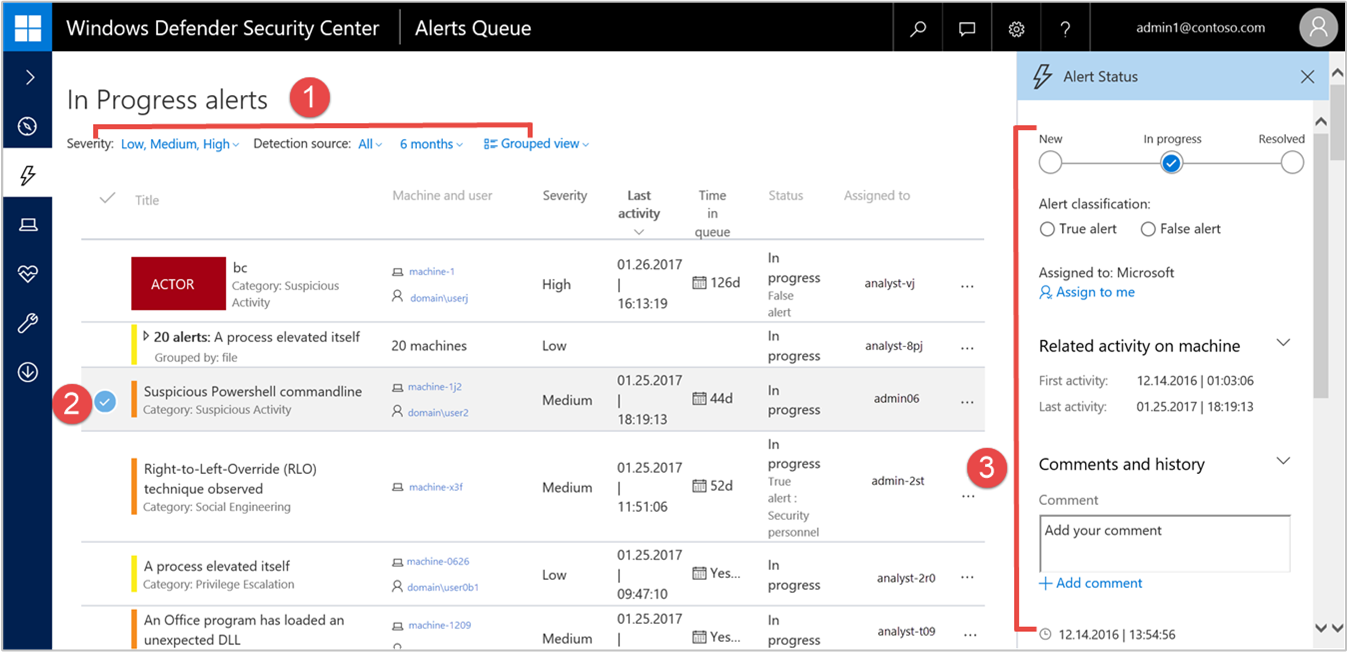 Windows Defender Security Center
Alerts Queue
?
admin1@contoso.com
In Progress alerts
1
Severity: Low, Medium, High
Detection source: All
6 months
Grouped view
Title
Machine and user
Severity
Last
activity
Time
in
queue
Status
Assigned to
ACTOR
bc
Category: Suspicious
Activity
machine-1
domain\userj
High
01.26.2017
|
16:13:19
126d
In
progress
False
alert
analyst-vj
...
20 alerts: A process elevated itself
Grouped by: file
20 machines
Low
In
progress
analyst-8pj
...
2
Suspicious Powershell commandline
Category: Suspicious Activity
machine-1j2
domain\user2
Medium
01.25.2017
|
18:19:13
44d
In
progress
admin06
...
Right-to-Left-Override (RLO)
technique observed
Category: Social Engineering
machine-x3f
Medium
01.25.2017
|
11:51:06
52d
In
progress
True
alert :
Security
personnel
admin-2st
...
A process elevated itself
Category: Privilege Escalation
machine-0626
domain\user0b1
Low
01.25.2017
|
09:47:10
Yes...
In
progress
analyst-2r0
...
An Office program has loaded an
unexpected DLL
machine-1209
Medium
01.25.2017
|
Yes...
In
progress
analyst-t09
...
3
Alert Status
New
In progress
Resolved
Alert classification:
True alert
False alert
Assigned to: Microsoft
Assign to me
Related activity on machine
First activity: 12.14.2016 | 01:03:06
Last activity: 01.25.2017 | 18:19:13
Comments and history
Comment
Add your comment
Add comment
12.14.2016 | 13:54:56